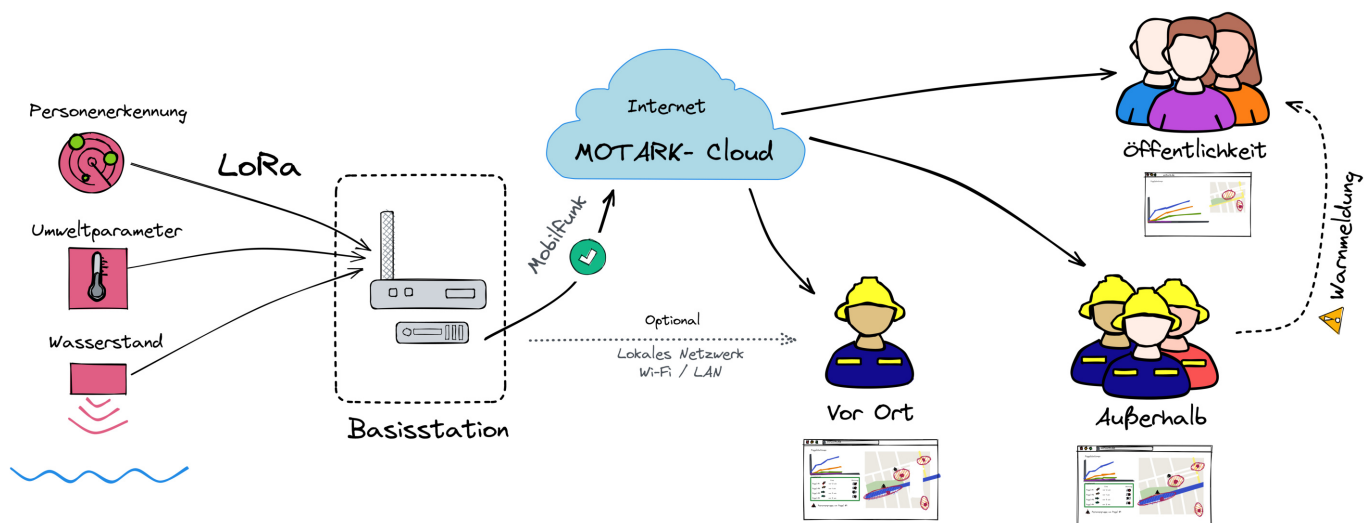 Personenerkennung
LoRa
Umweltparameter
Wasserstand
Basisstation
Mobilfunk
Internet
MOTARK- Cloud
Optional
Lokales Netzwerk
Wi-Fi / LAN
Vor Ort
Außerhalb
öffentlichkeit
Warnmeldung